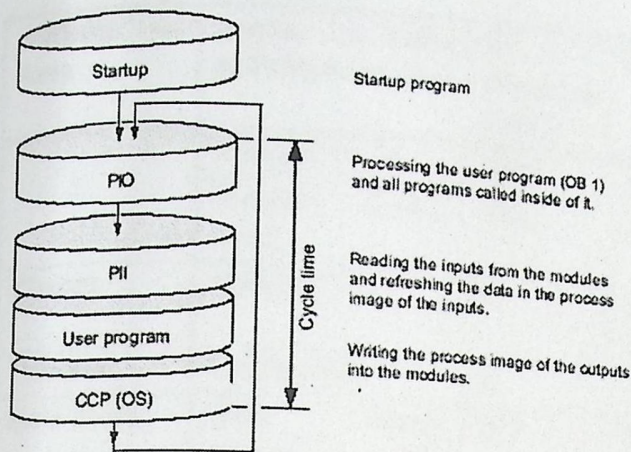 Startup
Startup program
PIO
Processing the user program (OB 1)
and all programs called inside of it.
PII
Reading the inputs from the modules
and refreshing the data in the process
image of the inputs.
User program
Writing the process image of the outputs
into the modules.
CCP (OS)
Cycle time